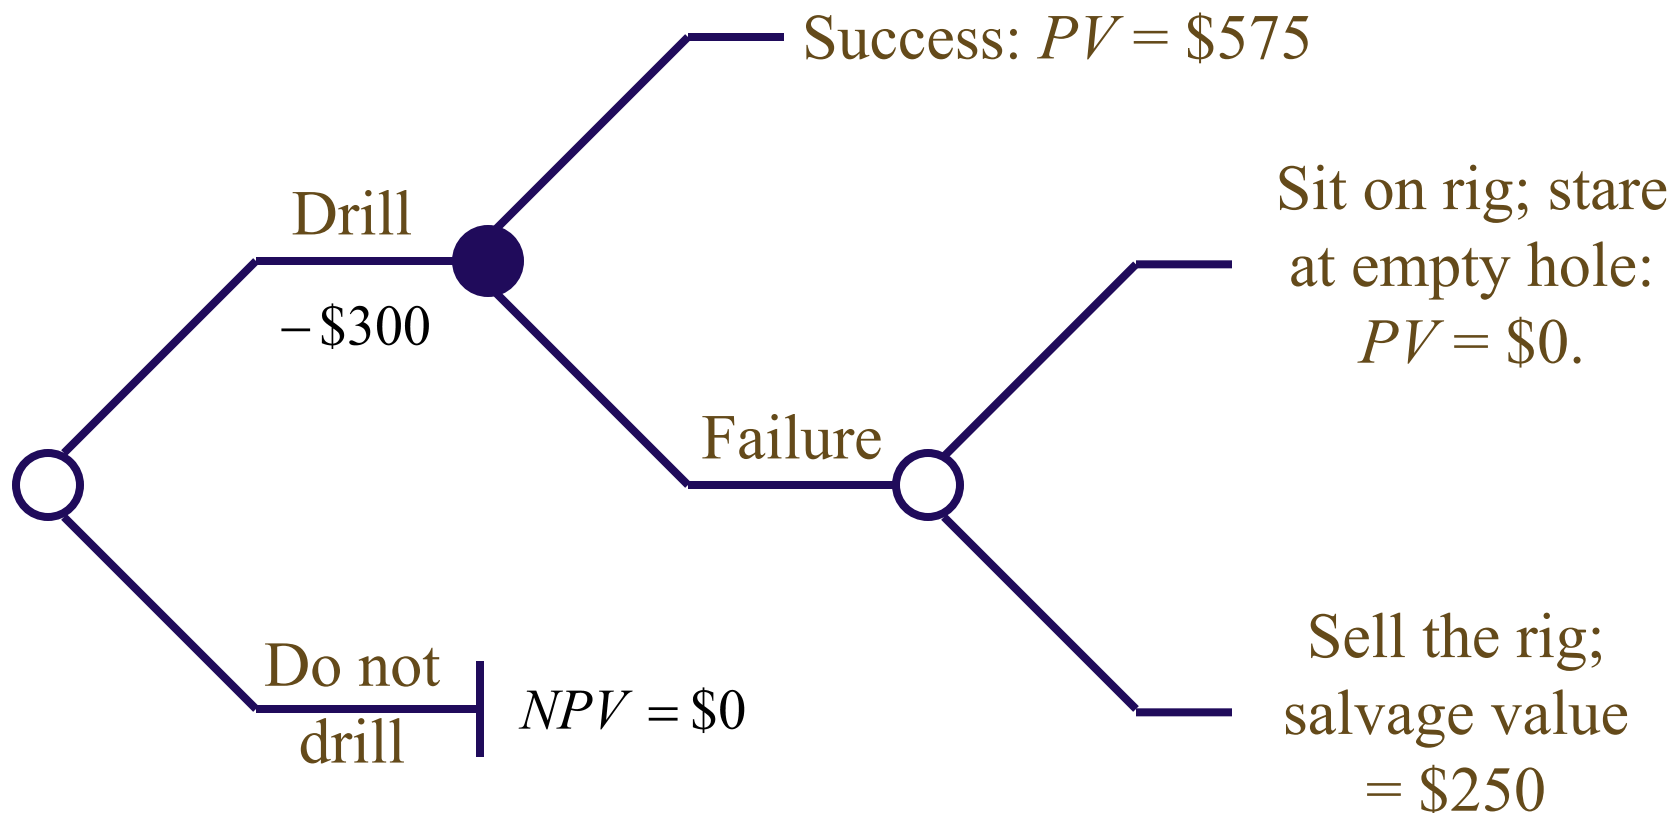 Success: PV = $575
Drill
−$300
Sit on rig; stare
at empty hole:
PV = $0.
Failure
Do not
drill
NPV = $0
Sell the rig;
salvage value
= $250